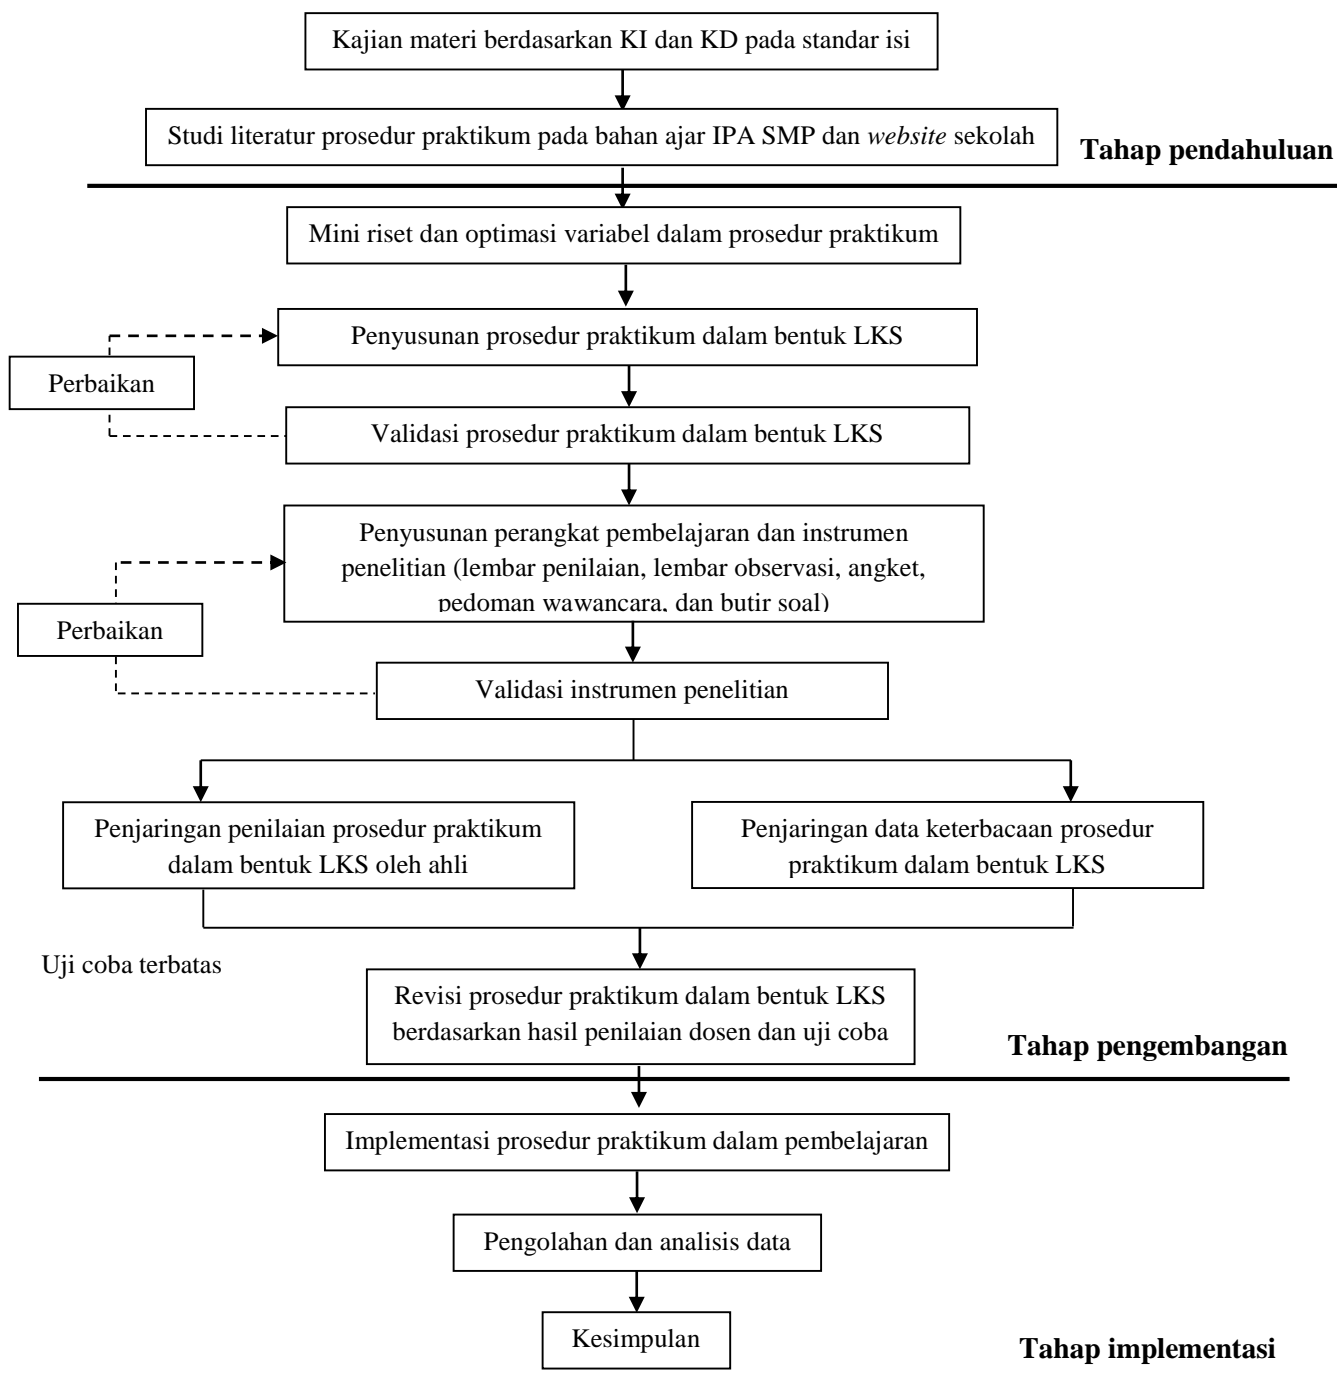 Kajian materi berdasarkan KI dan KD pada standar isi
Studi literatur prosedur praktikum pada bahan ajar IPA SMP dan website sekolah
Tahap pendahuluan
Mini riset dan optimasi variabel dalam prosedur praktikum
Penyusunan prosedur praktikum dalam bentuk LKS
Perbaikan
Validasi prosedur praktikum dalam bentuk LKS
Penyusunan perangkat pembelajaran dan instrumen
penelitian (lembar penilaian, lembar observasi, angket,
pedoman wawancara, dan butir soal)
Perbaikan
Validasi instrumen penelitian
Penjaringan penilaian prosedur praktikum
dalam bentuk LKS oleh ahli
Penjaringan data keterbacaan prosedur
praktikum dalam bentuk LKS
Uji coba terbatas
Revisi prosedur praktikum dalam bentuk LKS
berdasarkan hasil penilaian dosen dan uji coba
Tahap pengembangan
Implementasi prosedur praktikum dalam pembelajaran
Pengolahan dan analisis data
Kesimpulan
Tahap implementasi